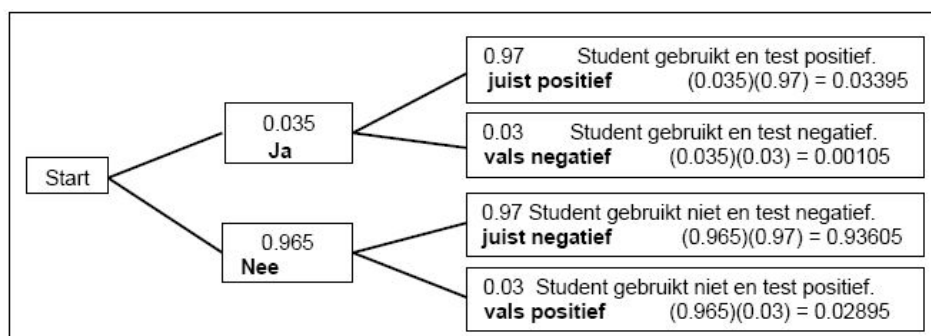 Start
0.035
Ja
0.965
Nee
0.97 Student gebruikt en test positief.
juist positief (0.035)(0.97) = 0.03395
0.03 Student gebruikt en test negatief.
vals negatief (0.035)(0.03) = 0.00105
0.97 Student gebruikt niet en test negatief.
juist negatief (0.965)(0.97) = 0.93605
0.03 Student gebruikt niet en test positief.
vals positief (0.965)(0.03) = 0.02895